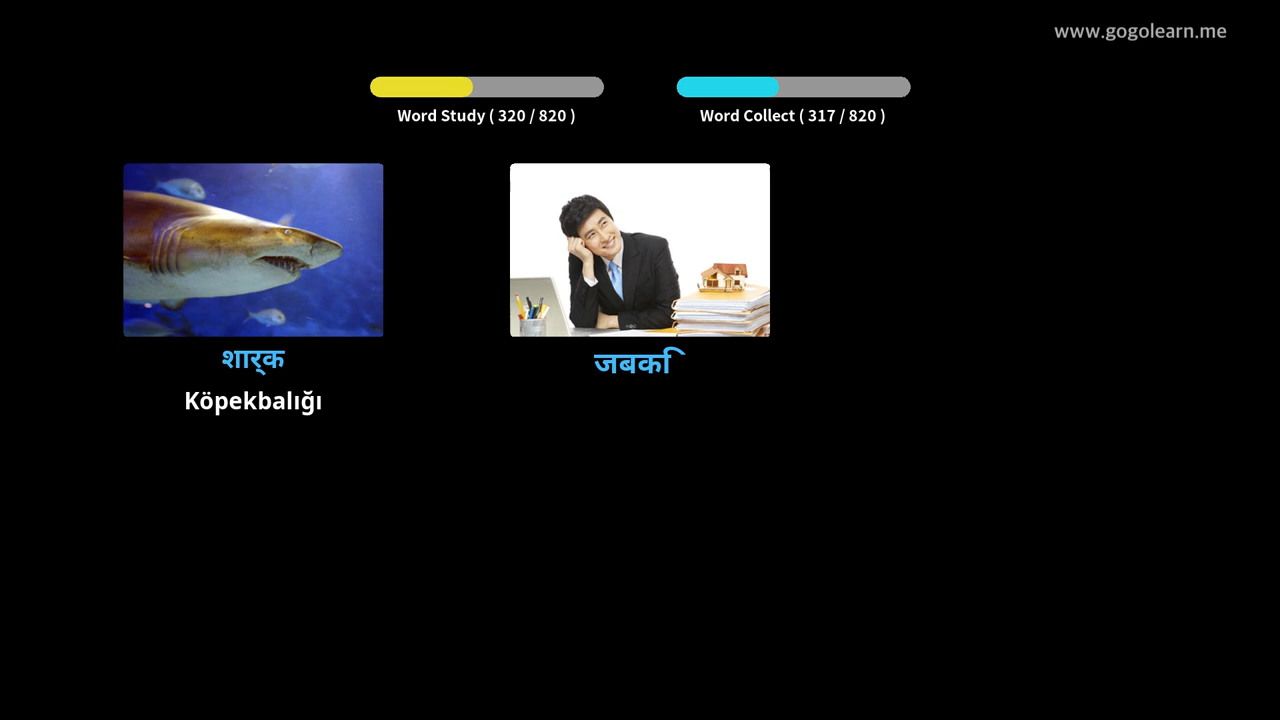 www.gogolearn.me
Word Study ( 320 / 820 )
Word Collect ( 317 / 820 )
शार्क
जबकि
Köpekbalığı